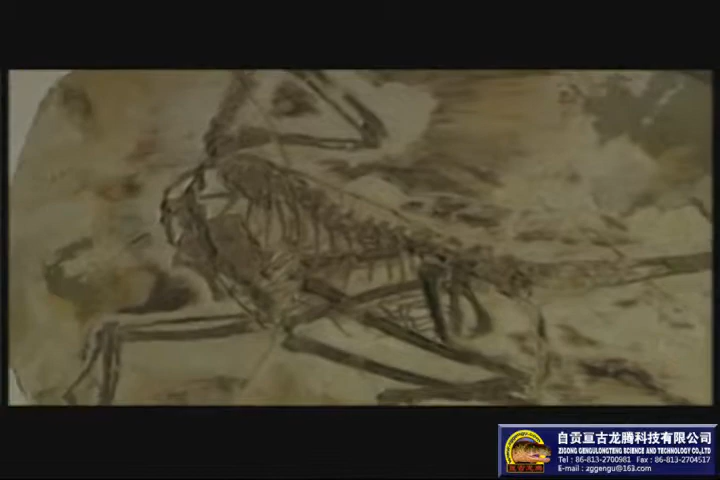 自贡亘古龙腾科技有限公司
ZIGONG GENGULONGTENG SCIENCE AND TECHNOLOGY CO.,LTD
Tel：86-813-2700981 Fax：86-813-2704517
E-mail：zggengu@163.com